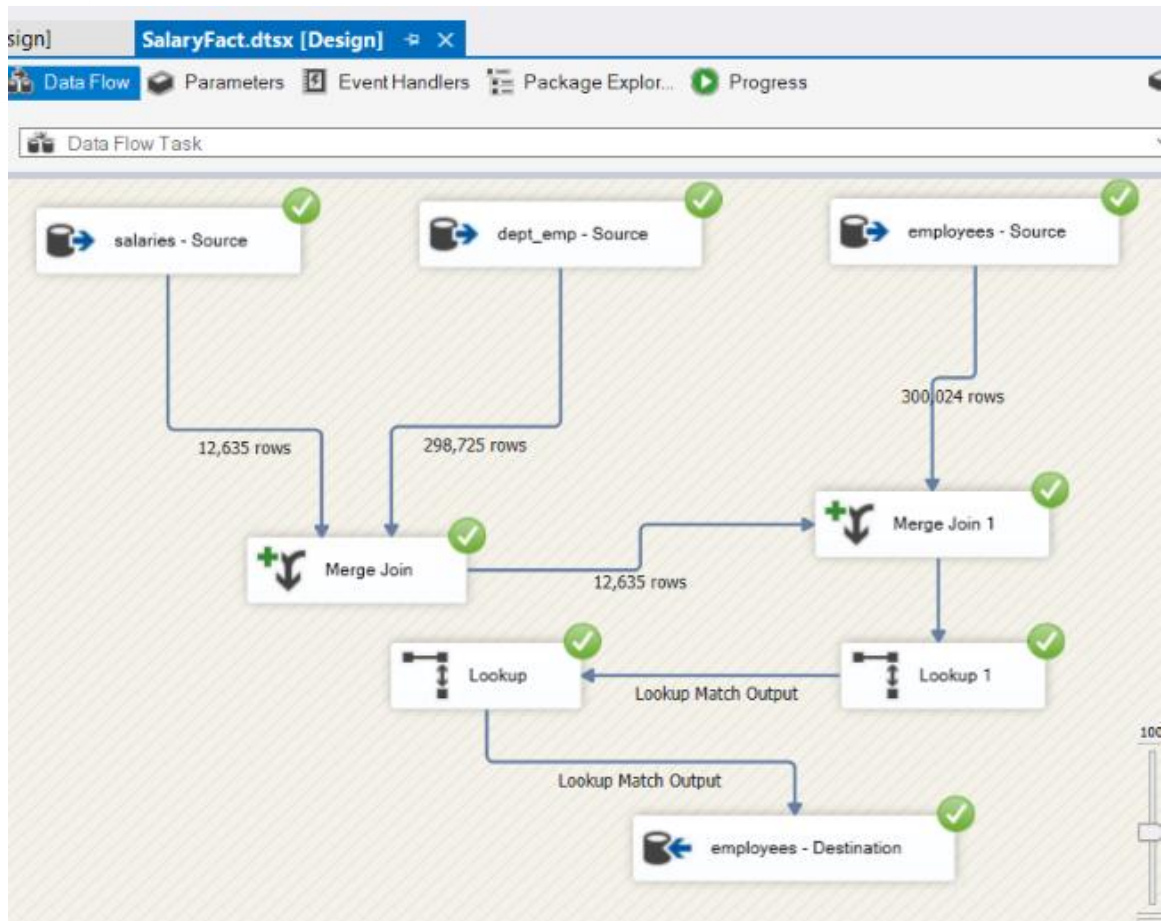 sign]
SalaryFact.dtsx [Design]
Data Flow
Parameters
Event Handlers
Package Explor...
Progress
Data Flow Task
salaries - Source
dept_emp - Source
employees - Source
300,024 rows
12,635 rows
298,725 rows
Merge Join 1
Merge Join
12,635 rows
Lookup
Lookup Match Output
Lookup 1
100
Lookup Match Output
employees - Destination